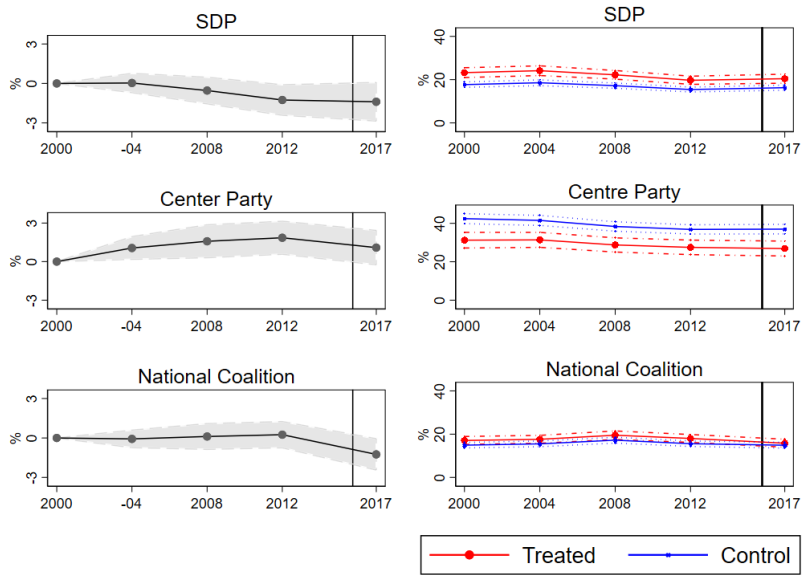 SDP
3
0
-3
%
2000 -04 2008 2012 2017
SDP
40
20
0
%
2000 2004 2008 2012 2017
Center Party
3
0
-3
%
2000 -04 2008 2012 2017
Centre Party
40
20
0
%
2000 2004 2008 2012 2017
National Coalition
3
0
-3
%
2000 -04 2008 2012 2017
National Coalition
40
20
0
%
2000 2004 2008 2012 2017
Treated Control